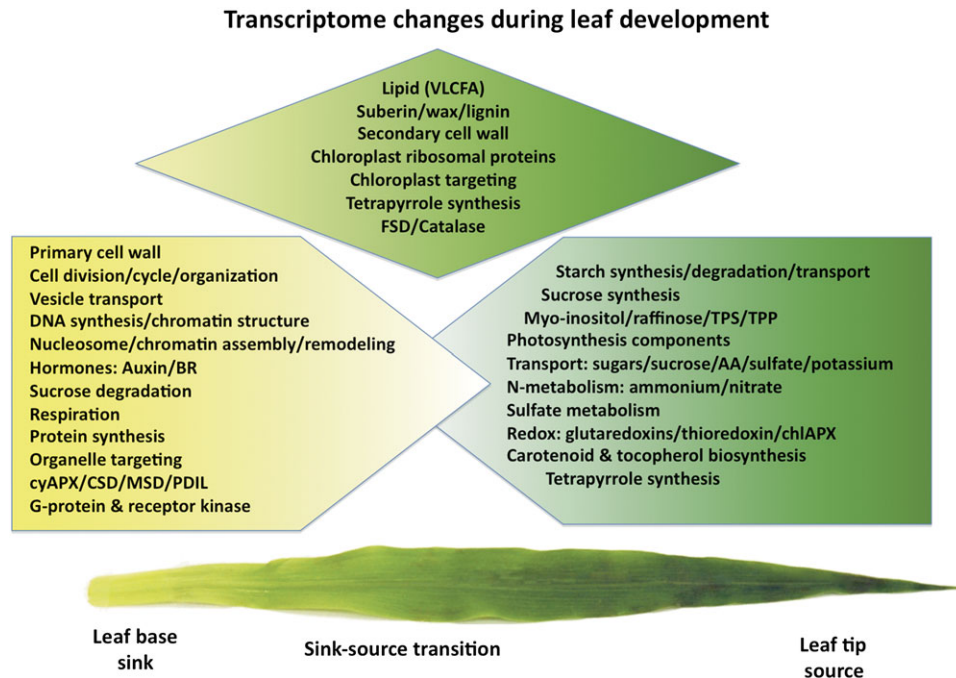 Transcriptome changes during leaf development
Lipid (VLCFA)
Suberin/wax/lignin
Secondary cell wall
Chloroplast ribosomal proteins
Chloroplast targeting
Tetrapyrrole synthesis
FSD/Catalase
Primary cell wall
Cell division/cycle/organization
Vesicle transport
DNA synthesis/chromatin structure
Nucleosome/chromatin assembly/remodeling
Hormones: Auxin/BR
Sucrose degradation
Respiration
Protein synthesis
Organelle targeting
cyAPX/CSD/MSD/PDIL
G-protein & receptor kinase
Starch synthesis/degradation/transport
Sucrose synthesis
Myo-inositol/raffinose/TPS/TPP
Photosynthesis components
Transport: sugars/sucrose/AA/sulfate/potassium
N-metabolism: ammonium/nitrate
Sulfate metabolism
Redox: glutaredoxins/thioredoxin/chlAPX
Carotenoid & tocopherol biosynthesis
Tetrapyrrole synthesis
Leaf base
sink
Sink-source transition
Leaf tip
source